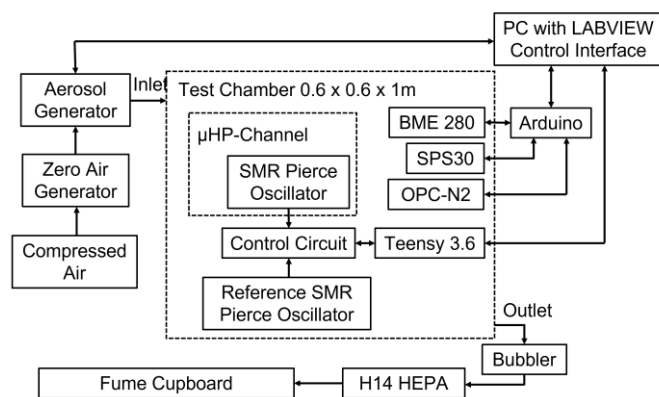 PC with LABVIEW
Control Interface
Aerosol
Generator
Inlet
Test Chamber 0.6 x 0.6 x 1m
μHP-Channel
BME 280
Arduino
SMR Pierce
Oscillator
SPS30
Zero Air
Generator
OPC-N2
Compressed
Air
Control Circuit
Teensy 3.6
Reference SMR
Pierce Oscillator
Outlet
Bubbler
Fume Cupboard
H14 HEPA